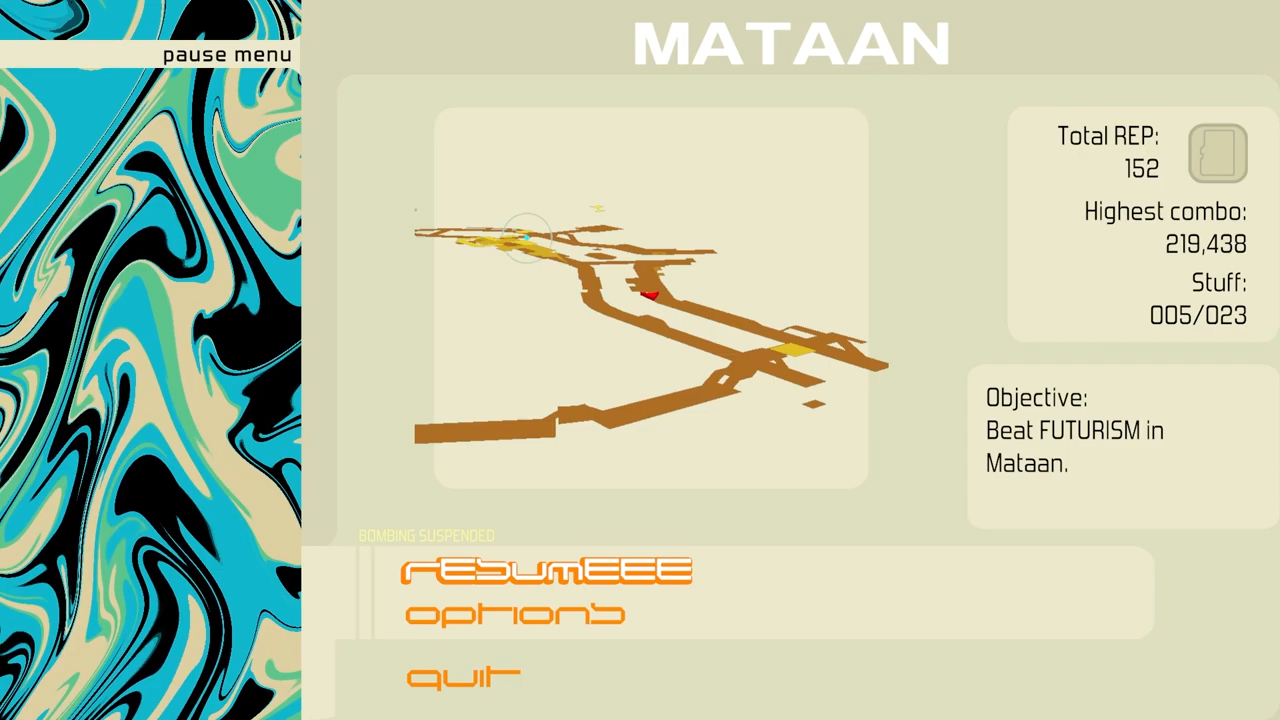 pause menu
MATAAN
Total REP:
152
Highest combo:
219,438
Stuff:
005/023
Objective:
Beat FUTURISM in
Mataan.
BOMBING SUSPENDED
resumEEE
options
quit